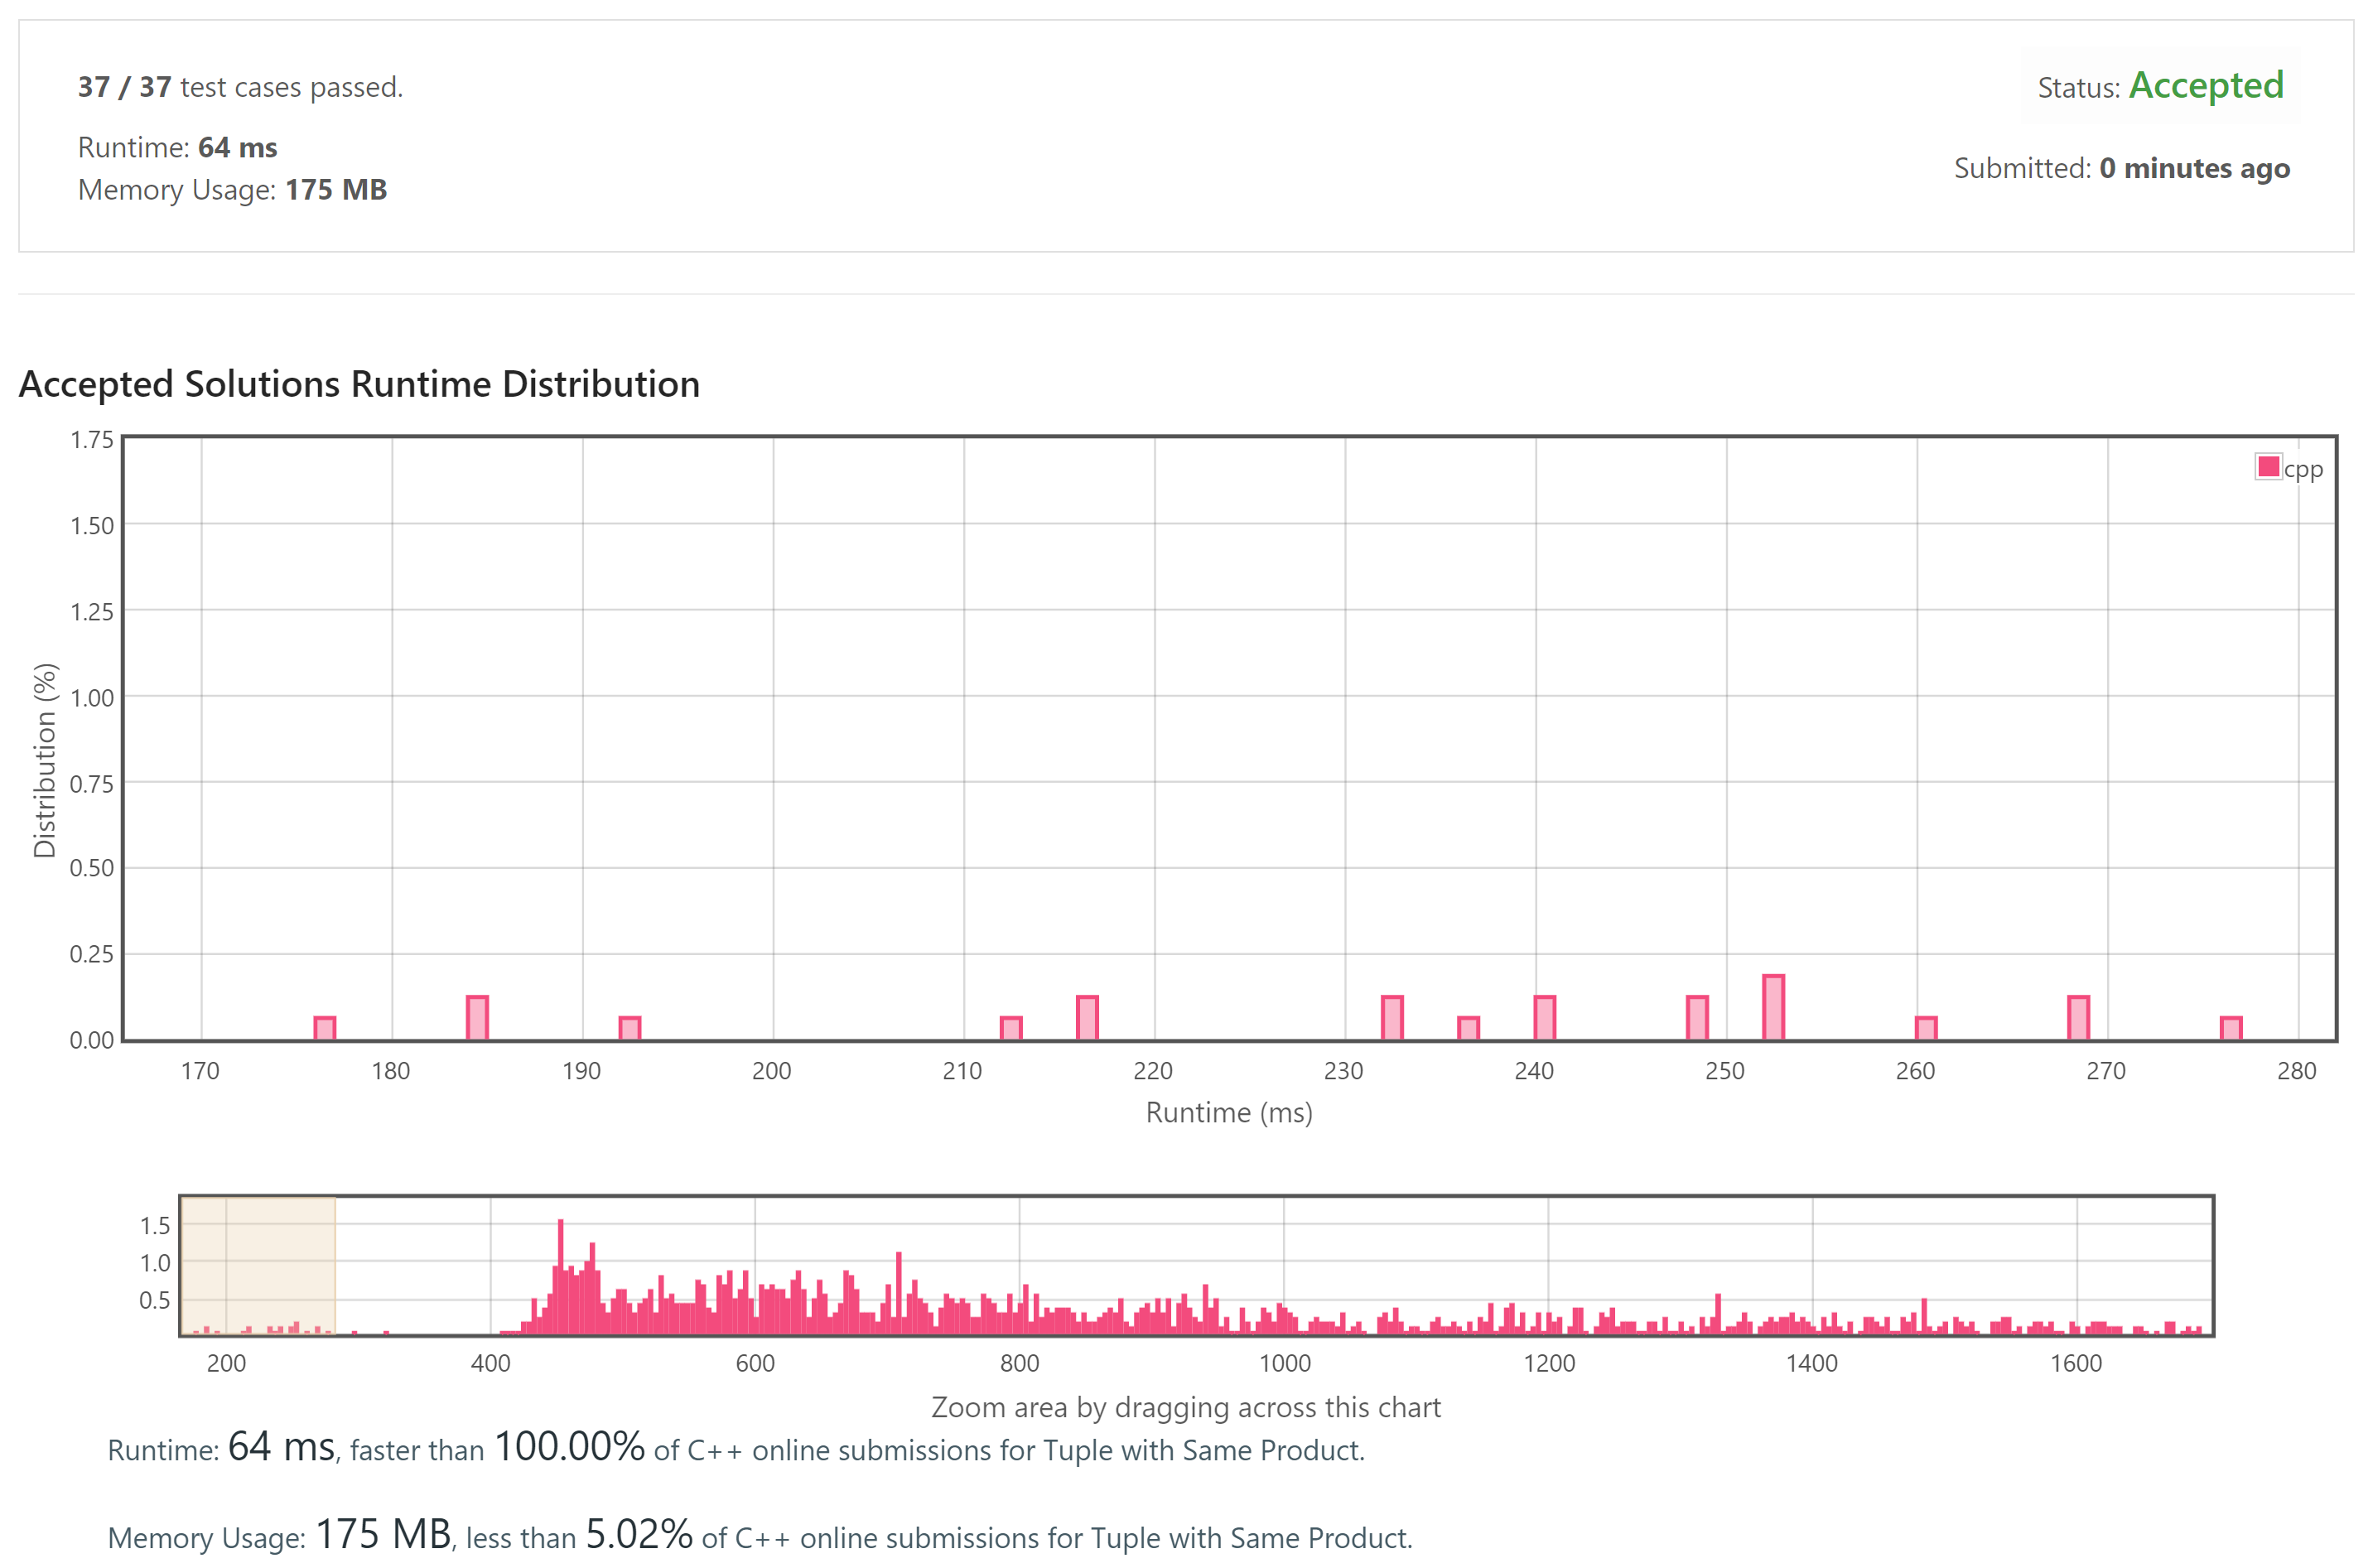 37 / 37 test cases passed.
Status: Accepted
Runtime: 64 ms
Submitted: 0 minutes ago
Memory Usage: 175 MB
Accepted Solutions Runtime Distribution
cpp
Distribution (%)
1.75
1.50
1.25
1.00
0.75
0.50
0.25
0.00
170 180 190 200 210 220 230 240 250 260 270 280
Runtime (ms)
1.5
1.0
0.5
200 400 600 800 1000 1200 1400 1600
Zoom area by dragging across this chart
Runtime: 64 ms, faster than 100.00% of C++ online submissions for Tuple with Same Product.
Memory Usage: 175 MB, less than 5.02% of C++ online submissions for Tuple with Same Product.